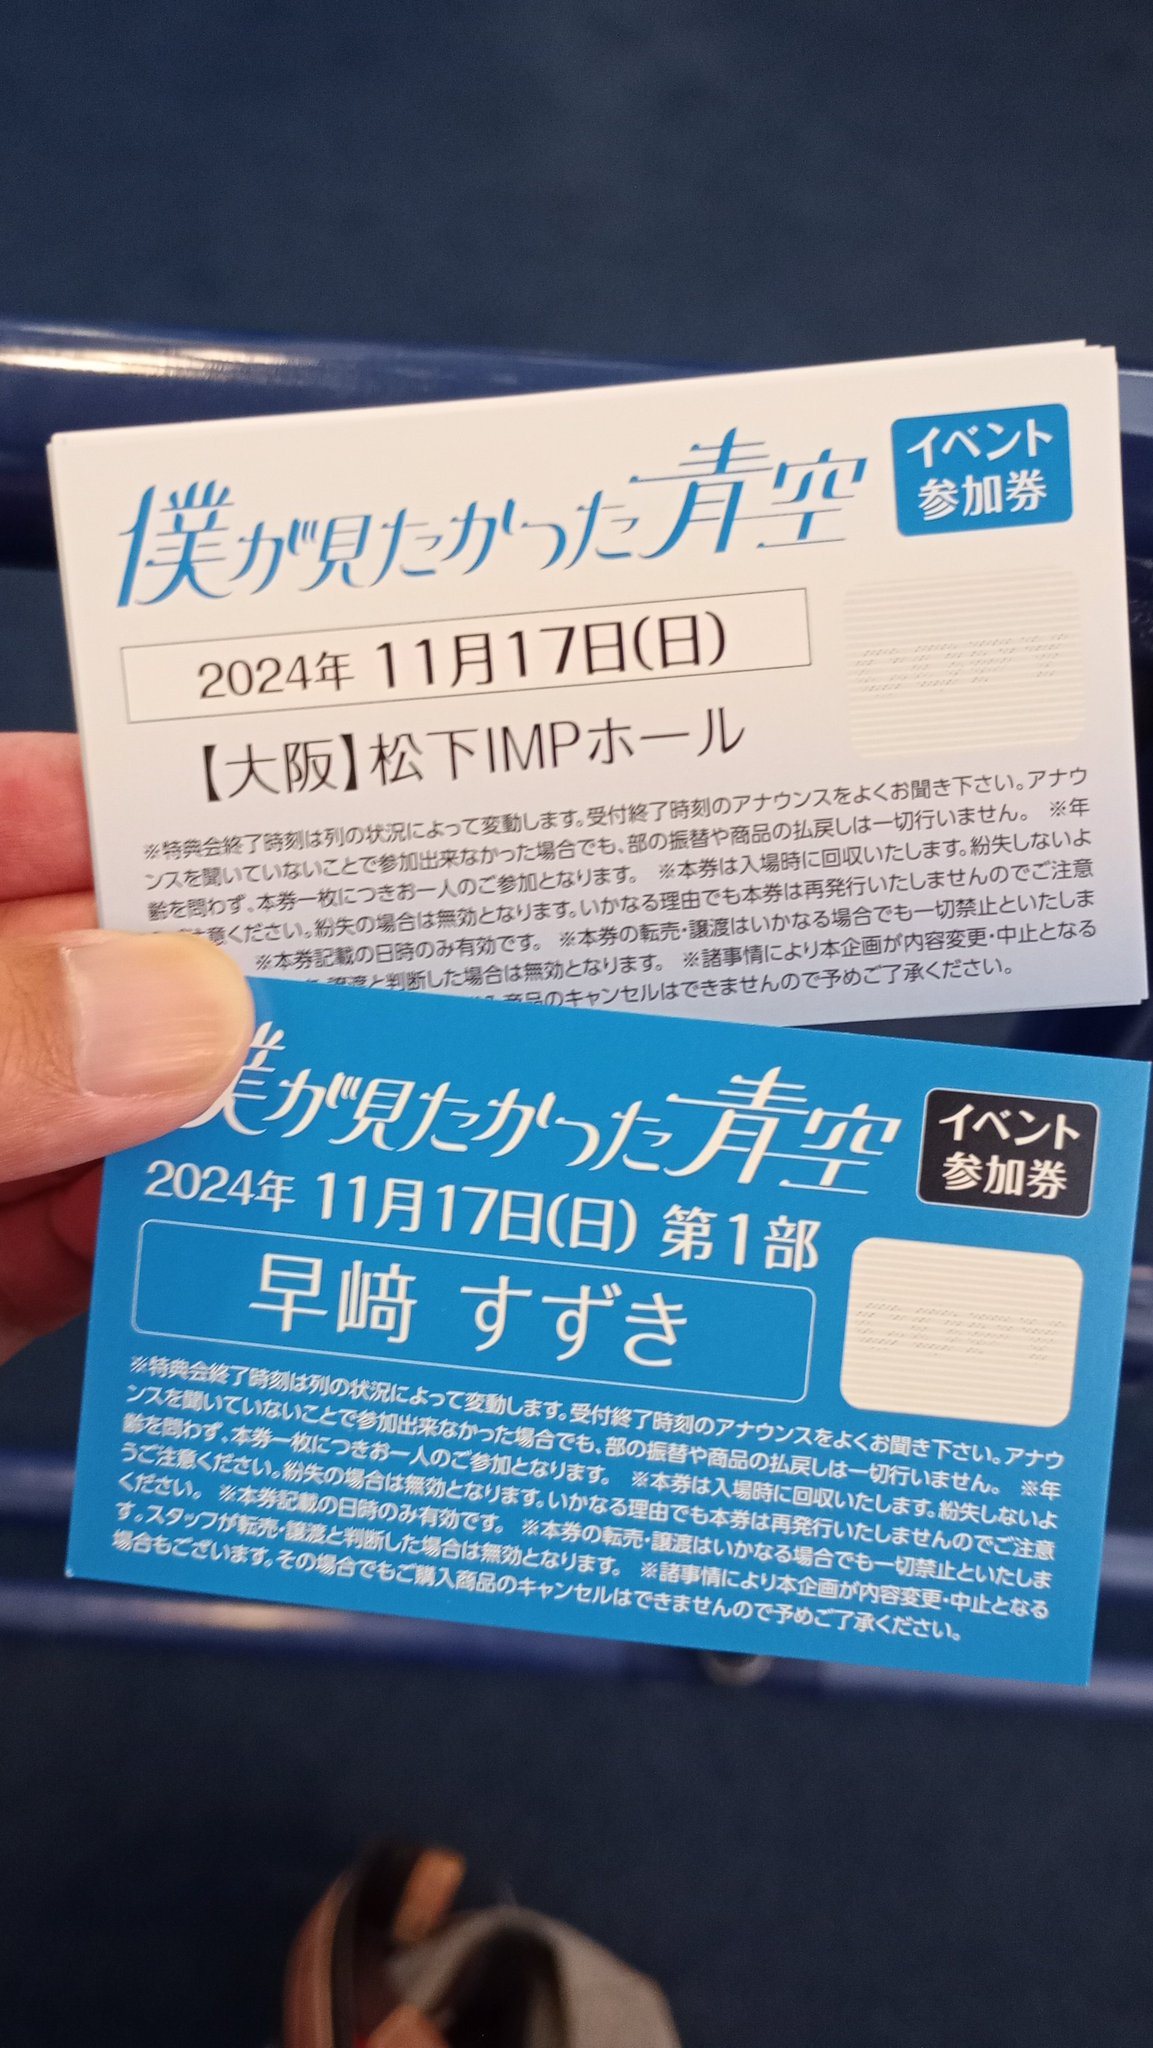 僕が見たかった青空
イベント
参加券
2024年 11月17日(日)
【大阪】松下IMPホール
※特典会終了時刻は列の状況によって変動します。受付終了時刻のアナウンスをよくお聞き下さい。アナウ
ンスを聞いていないことで参加出来なかった場合でも、部の振替や商品の払戻しは一切行いません。 ※年
齢を問わず、本券一枚につきお一人のご参加となります。 ※本券は入場時に回収いたします。紛失しないよ
注意ください。紛失の場合は無効となります。いかなる理由でも本券は再発行いたしませんのでご注意
※本券記載の日時のみ有効です。 ※本券の転売・譲渡はいかなる場合でも一切禁止といたしま
譲渡と判断した場合は無効となります。 ※諸事情により本企画が内容変更・中止となる
商品のキャンセルはできませんので予めご了承ください。
僕が見たかった青空
イベント
参加券
2024年 11月17日(日) 第1部
早﨑 すずき
※特典会終了時刻は列の状況によって変動します。受付終了時刻のアナウンスをよくお聞き下さい。アナウ
ンスを聞いていないことで参加出来なかった場合でも、部の振替や商品の払戻しは一切行いません。 ※年
齢を問わず、本券一枚につきお一人のご参加となります。 ※本券は入場時に回収いたします。紛失しないよ
うご注意ください。紛失の場合は無効となります。いかなる理由でも本券は再発行いたしませんのでご注意
ください。 ※本券記載の日時のみ有効です。 ※本券の転売・譲渡はいかなる場合でも一切禁止といたしま
す。スタッフが転売・譲渡と判断した場合は無効となります。 ※諸事情により本企画が内容変更・中止となる
場合もございます。その場合でもご購入商品のキャンセルはできませんので予めご了承ください。